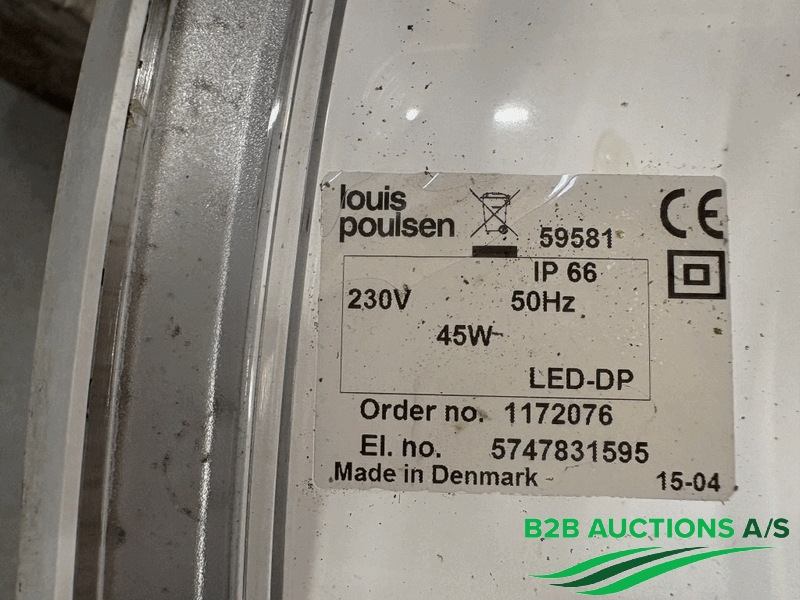 louis
poulsen
59581
CE
IP 66
230V 50Hz
45W
LED-DP
Order no. 1172076
El. no. 5747831595
Made in Denmark 15-04
B2B AUCTIONS A/S